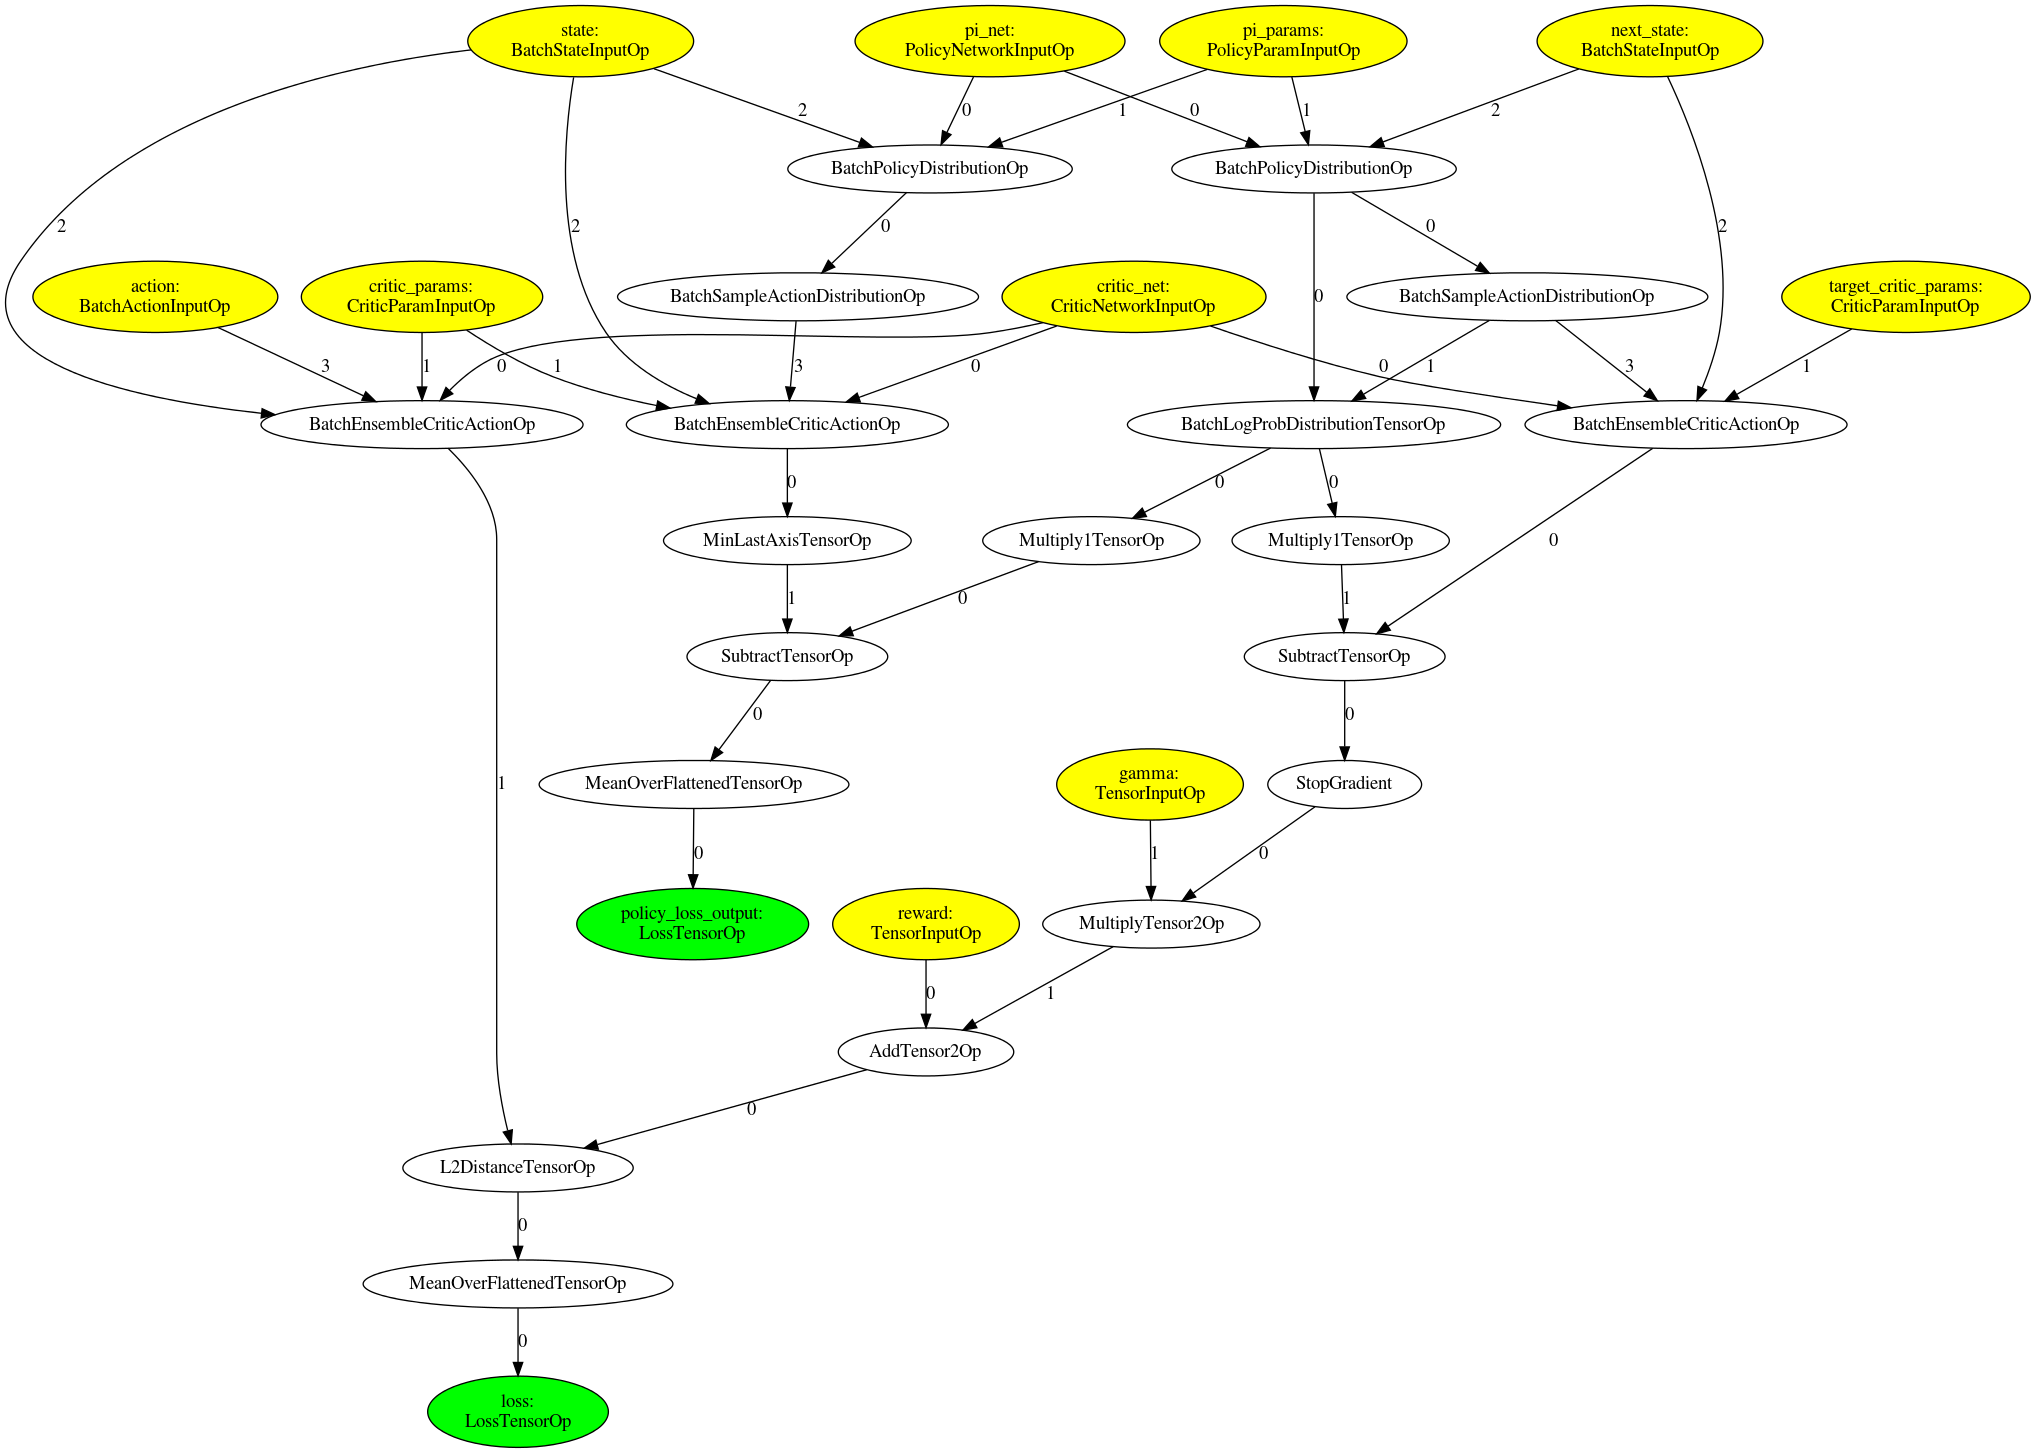 state:
BatchStateInputOp
pi_net:
PolicyNetworkInputOp
pi_params:
PolicyParamInputOp
next_state:
BatchStateInputOp
2
0
1
0
1
2
BatchPolicyDistributionOp
BatchPolicyDistributionOp
2
2
0
0
2
action:
BatchActionInputOp
critic_params:
CriticParamInputOp
BatchSampleActionDistributionOp
critic_net:
CriticNetworkInputOp
0
BatchSampleActionDistributionOp
target_critic_params:
CriticParamInputOp
3
1
0
1
3
0
0
1
3
1
BatchEnsembleCriticActionOp
BatchEnsembleCriticActionOp
BatchLogProbDistributionTensorOp
BatchEnsembleCriticActionOp
0
0
0
MinLastAxisTensorOp
Multiply1TensorOp
Multiply1TensorOp
0
1
0
1
SubtractTensorOp
SubtractTensorOp
0
0
1
MeanOverFlattenedTensorOp
gamma:
TensorInputOp
StopGradient
0
1
0
policy_loss_output:
LossTensorOp
reward:
TensorInputOp
MultiplyTensor2Op
0
1
AddTensor2Op
0
L2DistanceTensorOp
0
MeanOverFlattenedTensorOp
0
loss:
LossTensorOp